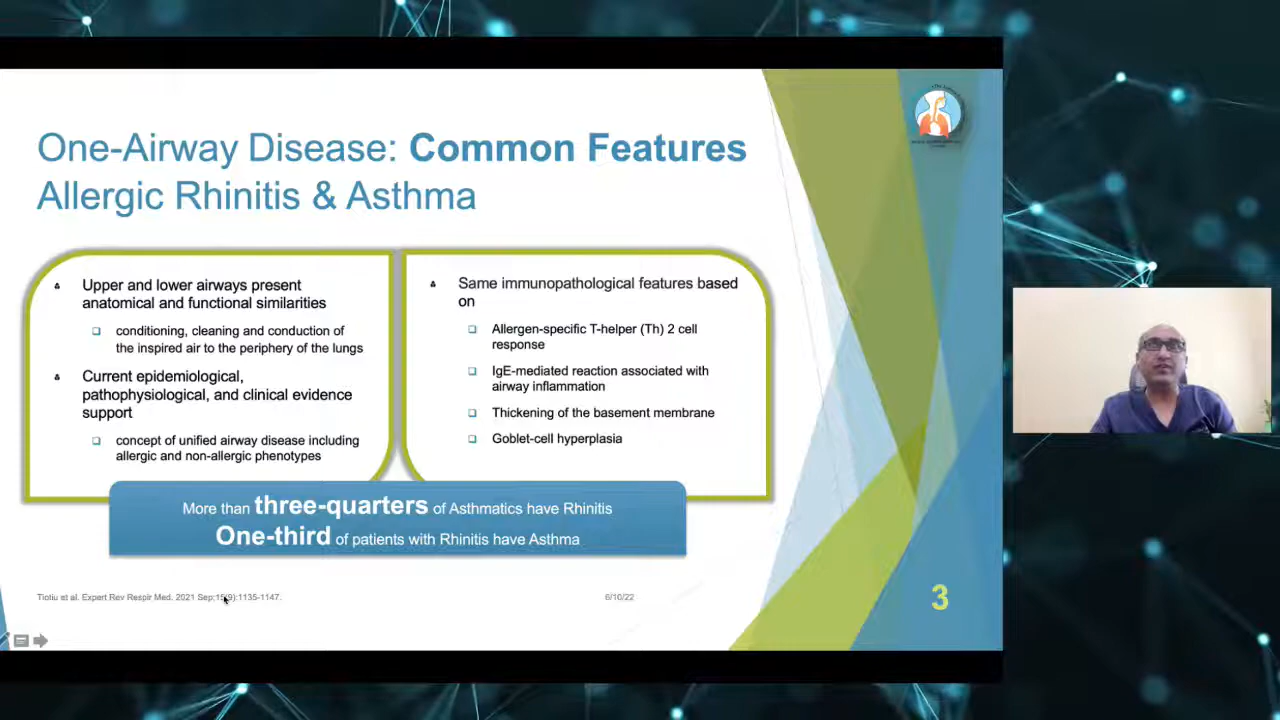 One-Airway Disease: Common Features
Allergic Rhinitis & Asthma
Upper and lower airways present
anatomical and functional similarities
conditioning, cleaning and conduction of
the inspired air to the periphery of the lungs
Current epidemiological,
pathophysiological, and clinical evidence
support
concept of unified airway disease including
allergic and non-allergic phenotypes
Same immunopathological features based
on
Allergen-specific T-helper (Th) 2 cell
response
IgE-mediated reaction associated with
airway inflammation
Thickening of the basement membrane
Goblet-cell hyperplasia
More than three-quarters of Asthmatics have Rhinitis
One-third of patients with Rhinitis have Asthma
Tiotiu et al. Expert Rev Respir Med. 2021 Sep;15(9):1135-1147.
6/10/22
3